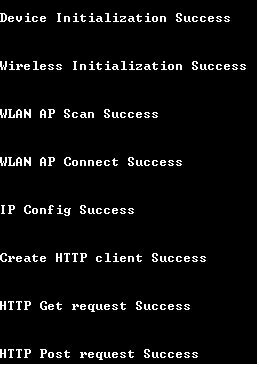 Device Initialization Success
Wireless Initialization Success
WLAN AP Scan Success
WLAN AP Connect Success
IP Config Success
Create HTTP client Success
HTTP Get request Success
HTTP Post request Success